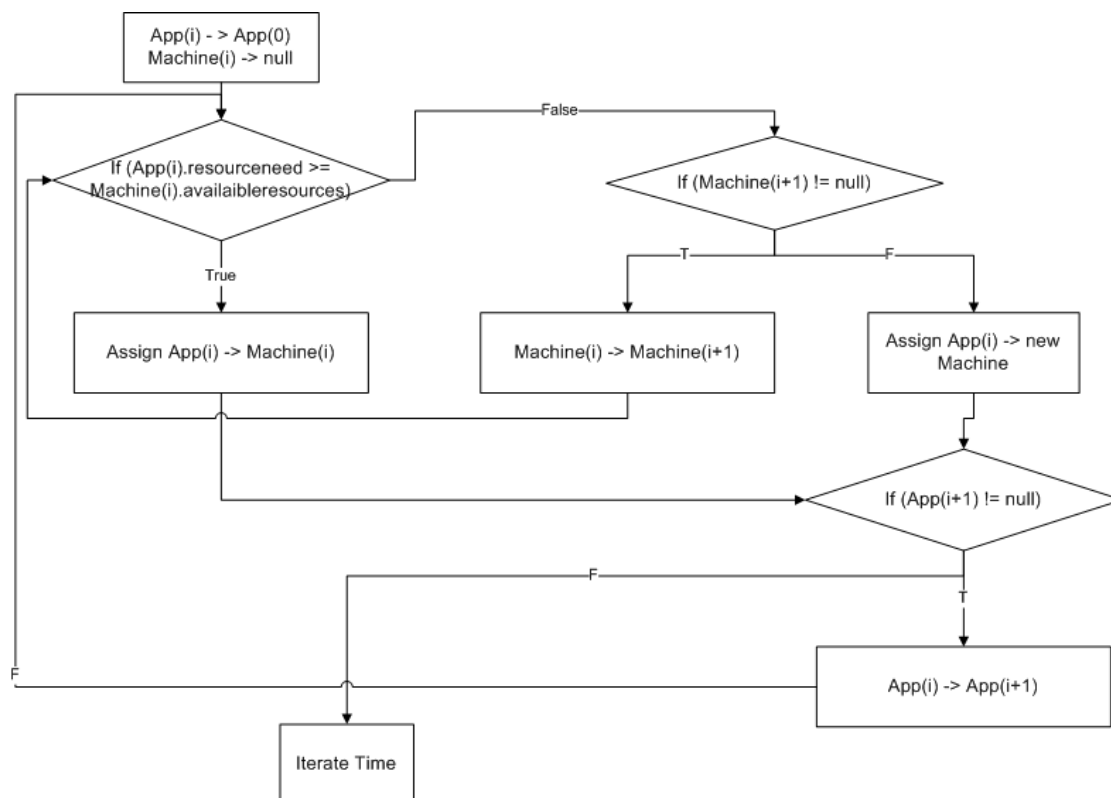 App(i) - > App(0)
Machine(i) -> null
False
If (App(i).resourceneed >=
Machine(i).availaibleresources)
If (Machine(i+1) != null)
True
T
F
Assign App(i) -> Machine(i)
Machine(i) -> Machine(i+1)
Assign App(i) -> new
Machine
If (App(i+1) != null)
F
T
F
App(i) -> App(i+1)
Iterate Time